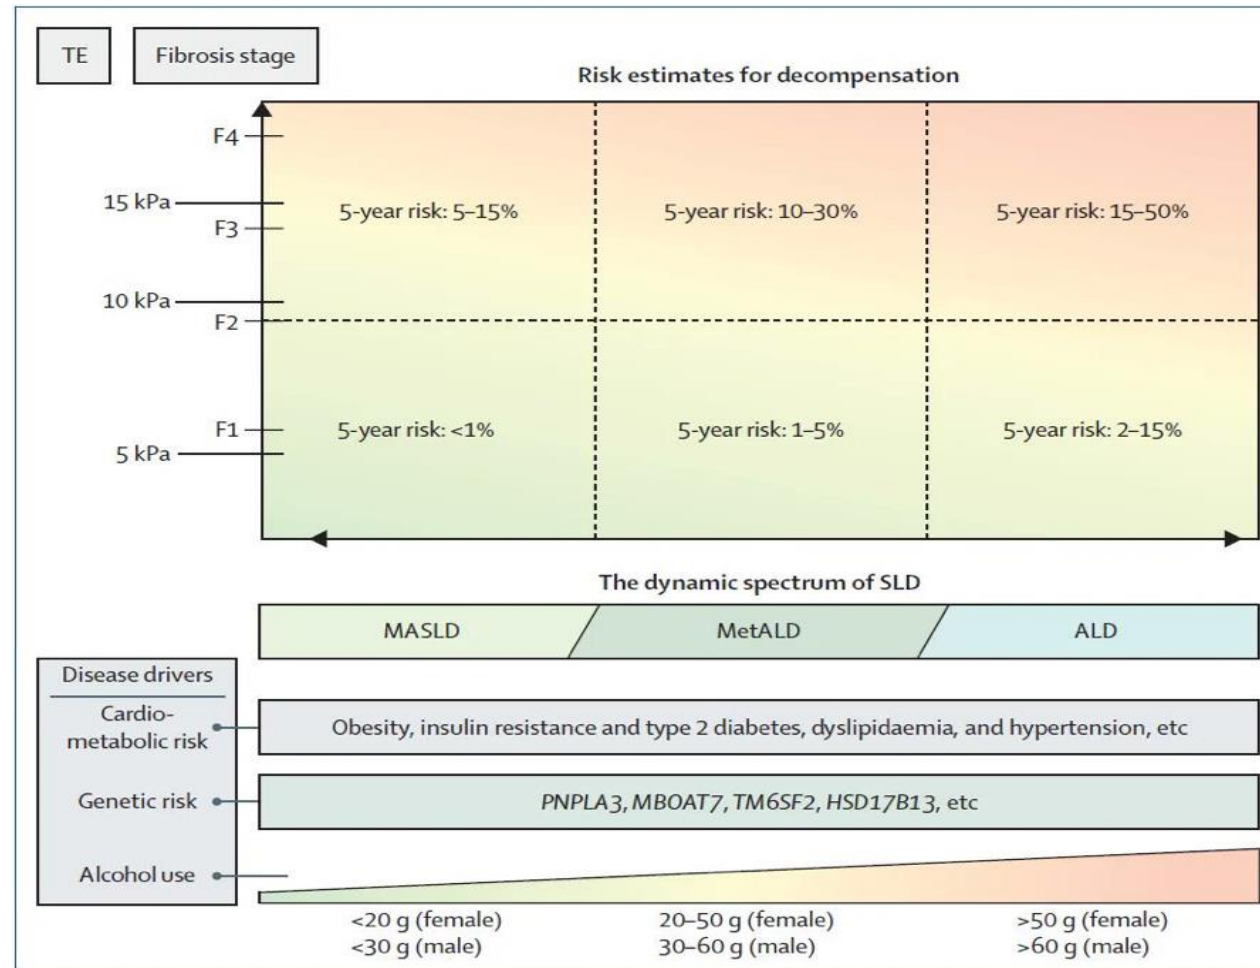 TE
Fibrosis stage
Risk estimates for decompensation
F4
15 kPa
F3
10 kPa
F2
F1
5 kPa
5-year risk: 5–15%
5-year risk: 10–30%
5-year risk: 15–50%
5-year risk: <1%
5-year risk: 1–5%
5-year risk: 2–15%
The dynamic spectrum of SLD
MASLD
MetALD
ALD
Disease drivers
Cardio-
metabolic risk
Obesity, insulin resistance and type 2 diabetes, dyslipidaemia, and hypertension, etc
Genetic risk
PNPLA3, MBOAT7, TM6SF2, HSD17B13, etc
Alcohol use
<20 g (female)
<30 g (male)
20–50 g (female)
30–60 g (male)
>50 g (female)
>60 g (male)